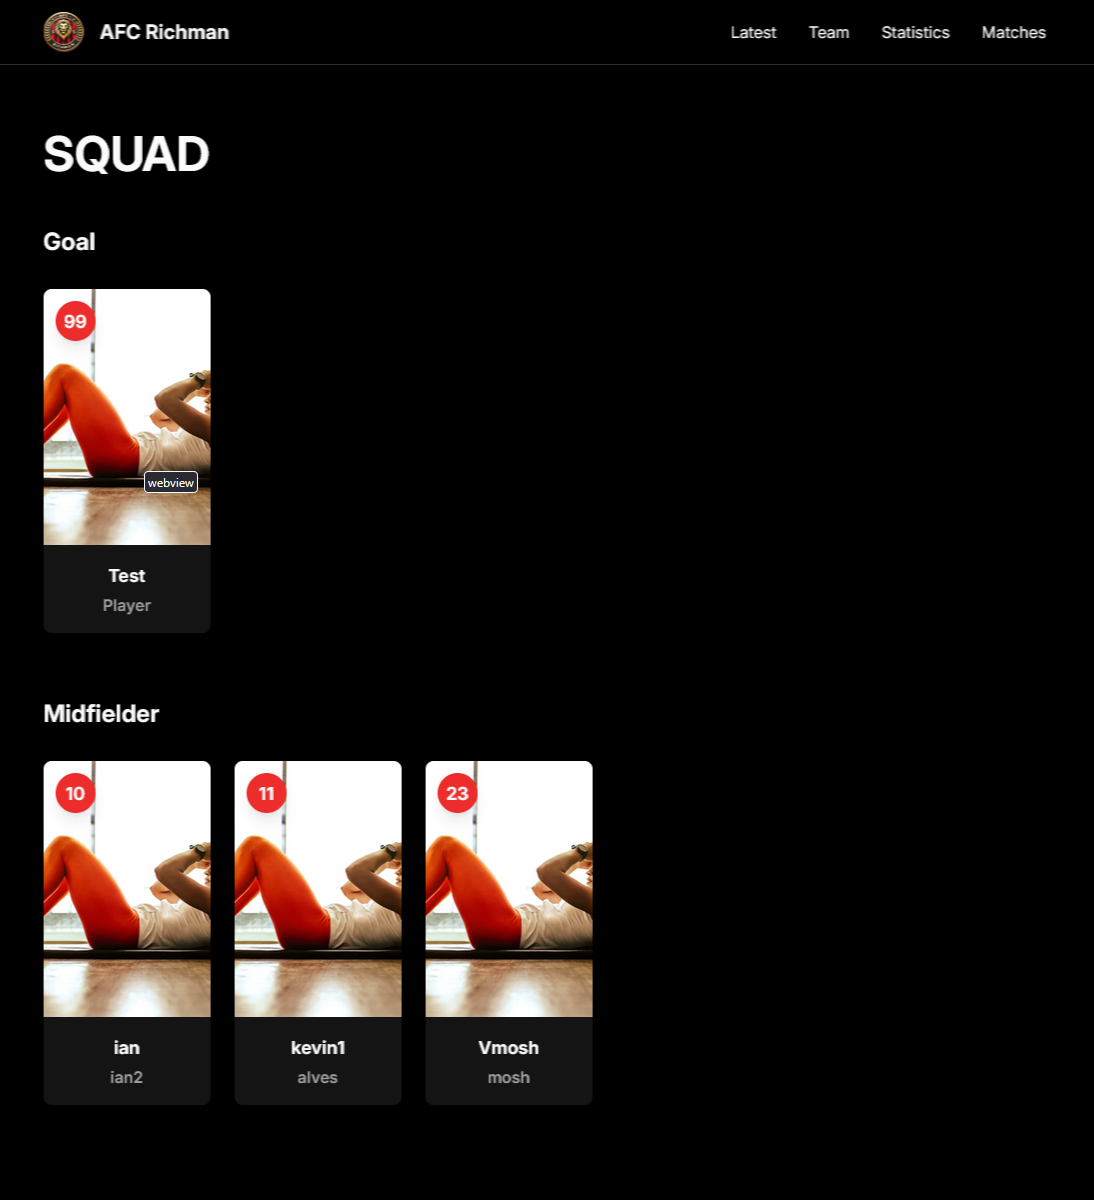 AFC Richman
Latest
Team
Statistics
Matches
SQUAD
Goal
99
webview
Test
Player
Midfielder
10
11
23
ian
ian2
kevin1
alves
Vmosh
mosh